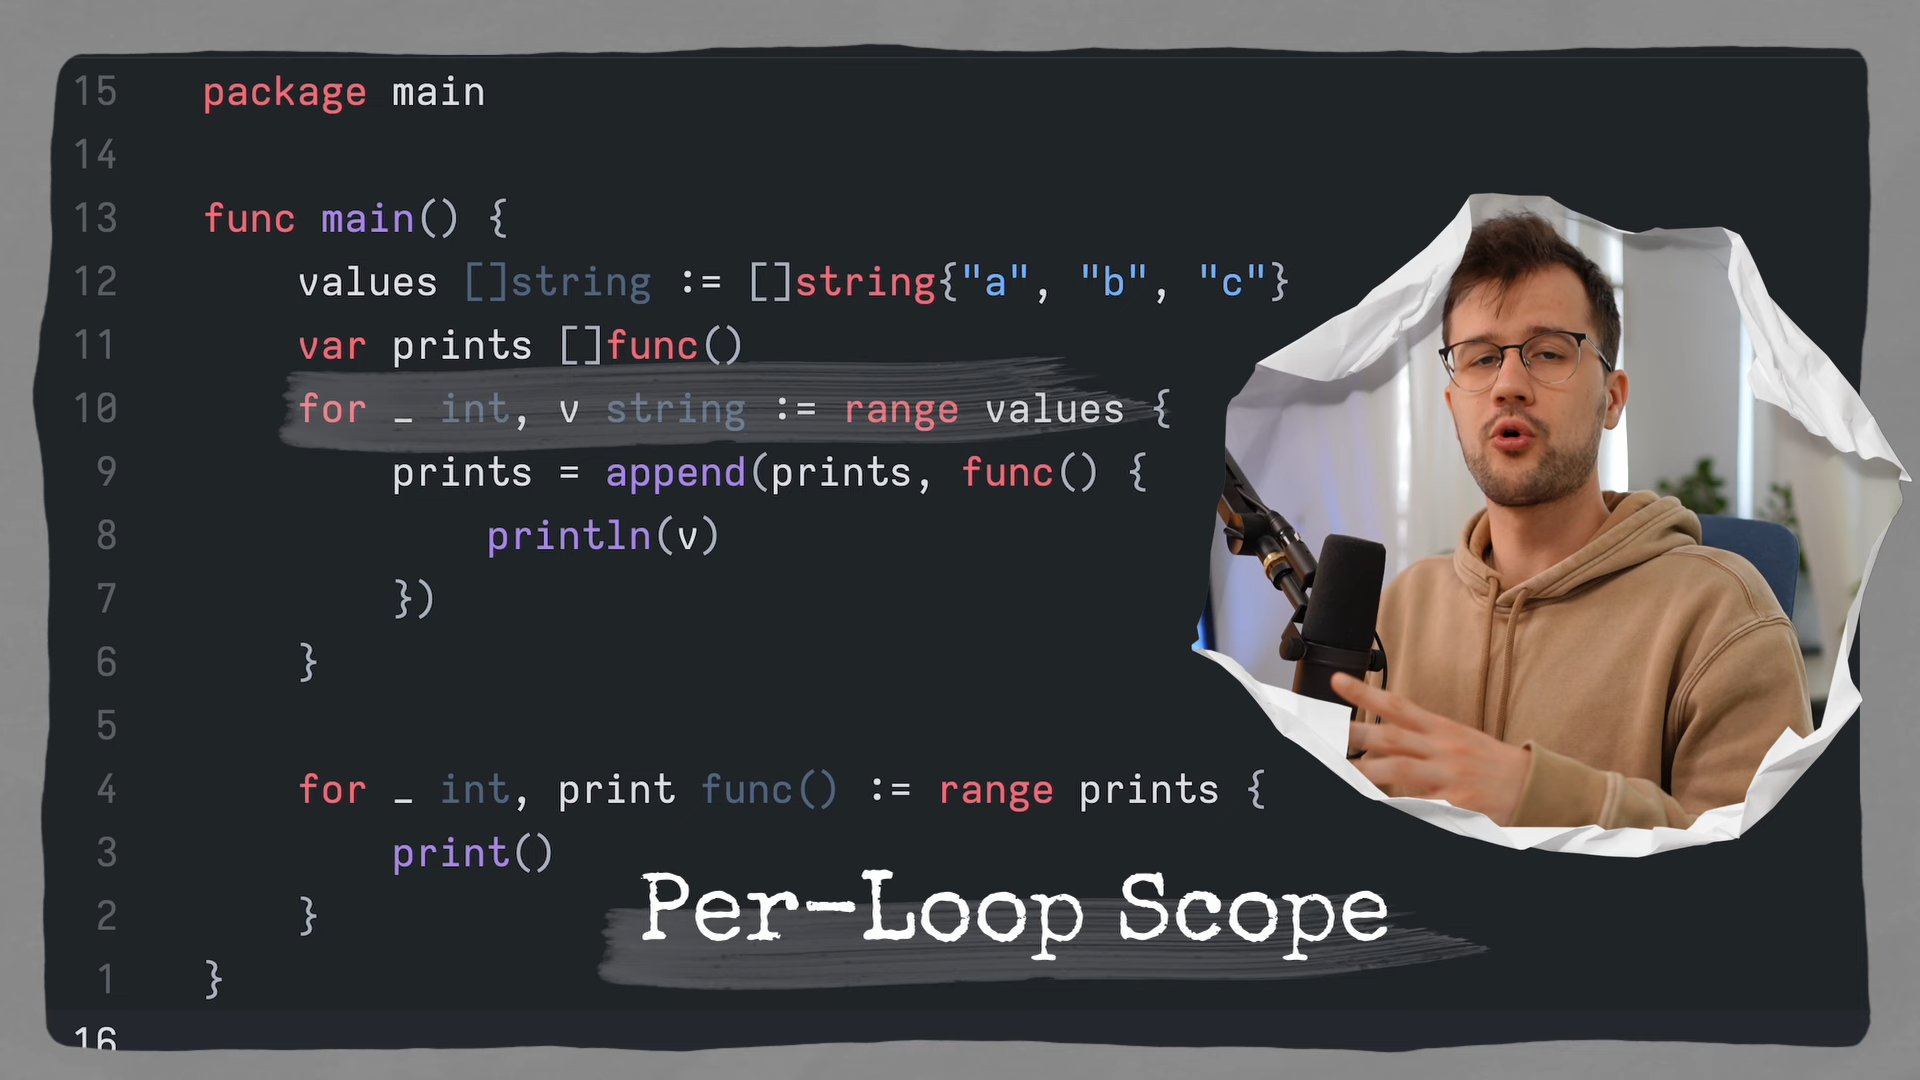 15 package main
14
13 func main() {
12 values []string := []string{"a", "b", "c"}
11 var prints []func()
10 for _ int, v string := range values {
9 prints = append(prints, func() {
8 println(v)
7 })
6 }
5
4 for _ int, print func() := range prints {
3 print()
2 }
1 }
16
Per-Loop Scope